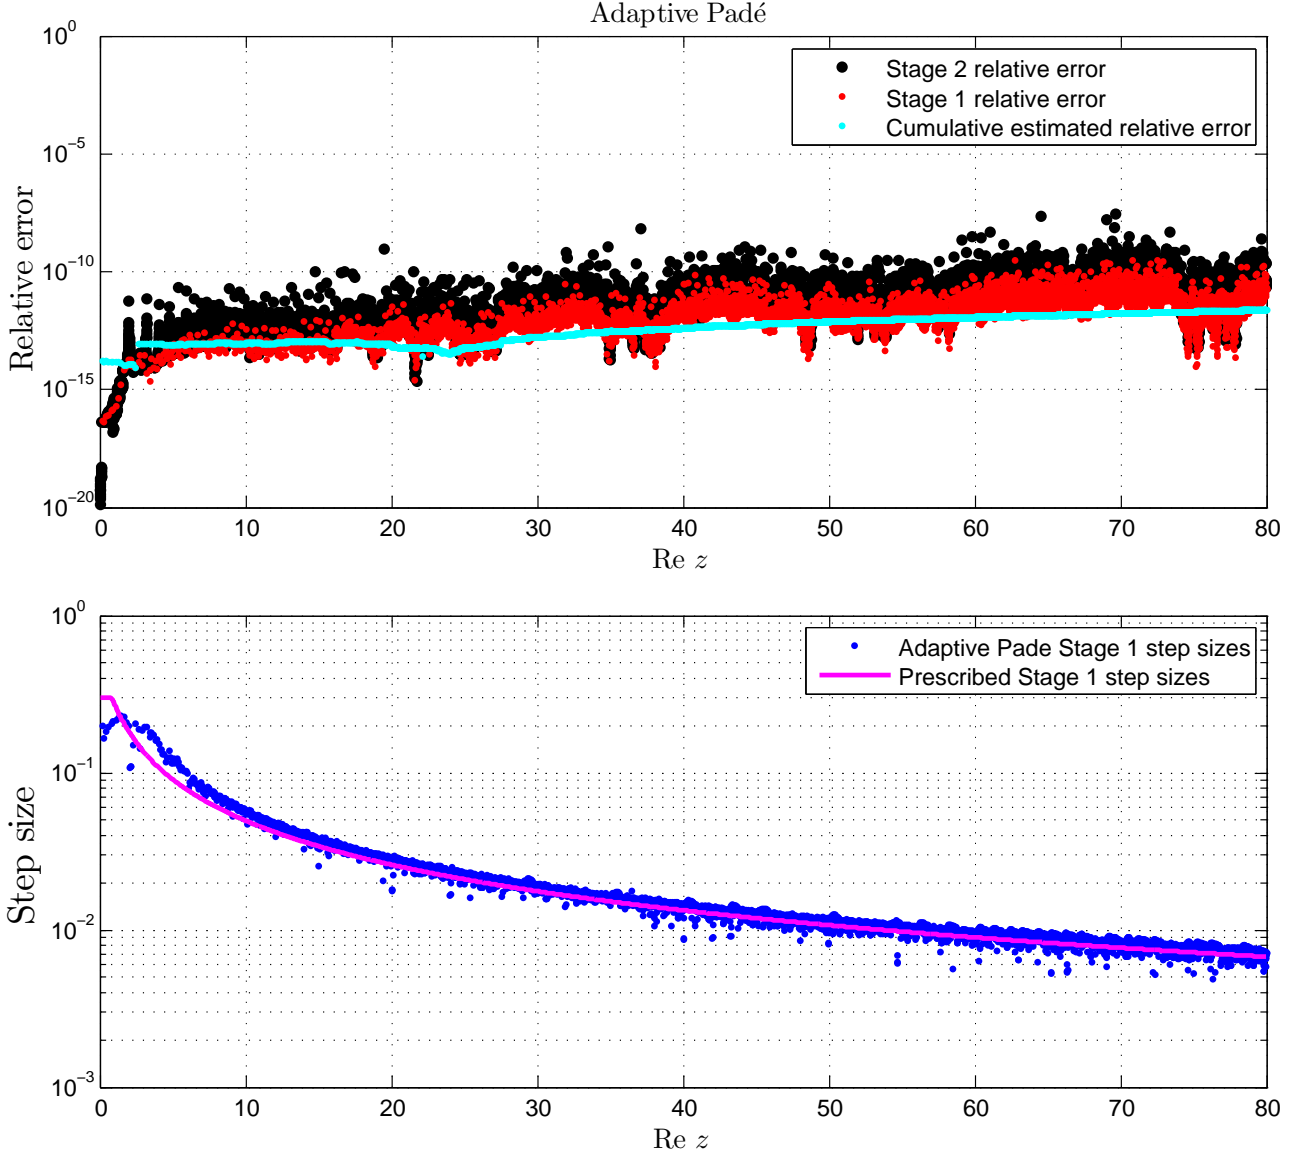 Adaptive Padé
10^0
10^−5
10^−10
10^−15
10^−20
Relative error
Stage 2 relative error
Stage 1 relative error
Cumulative estimated relative error
0 10 20 30 40 50 60 70 80
Re z
10^0
10^−1
10^−2
10^−3
Step size
Adaptive Pade Stage 1 step sizes
Prescribed Stage 1 step sizes
0 10 20 30 40 50 60 70 80
Re z